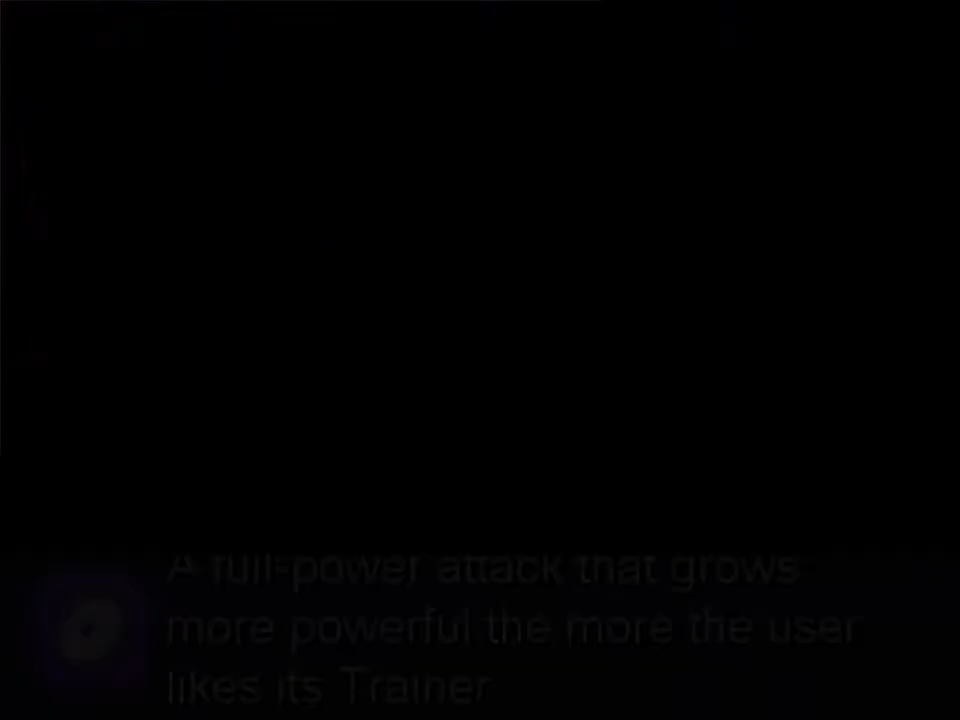 A full-power attack that grows
more powerful the more the user
likes its Trainer